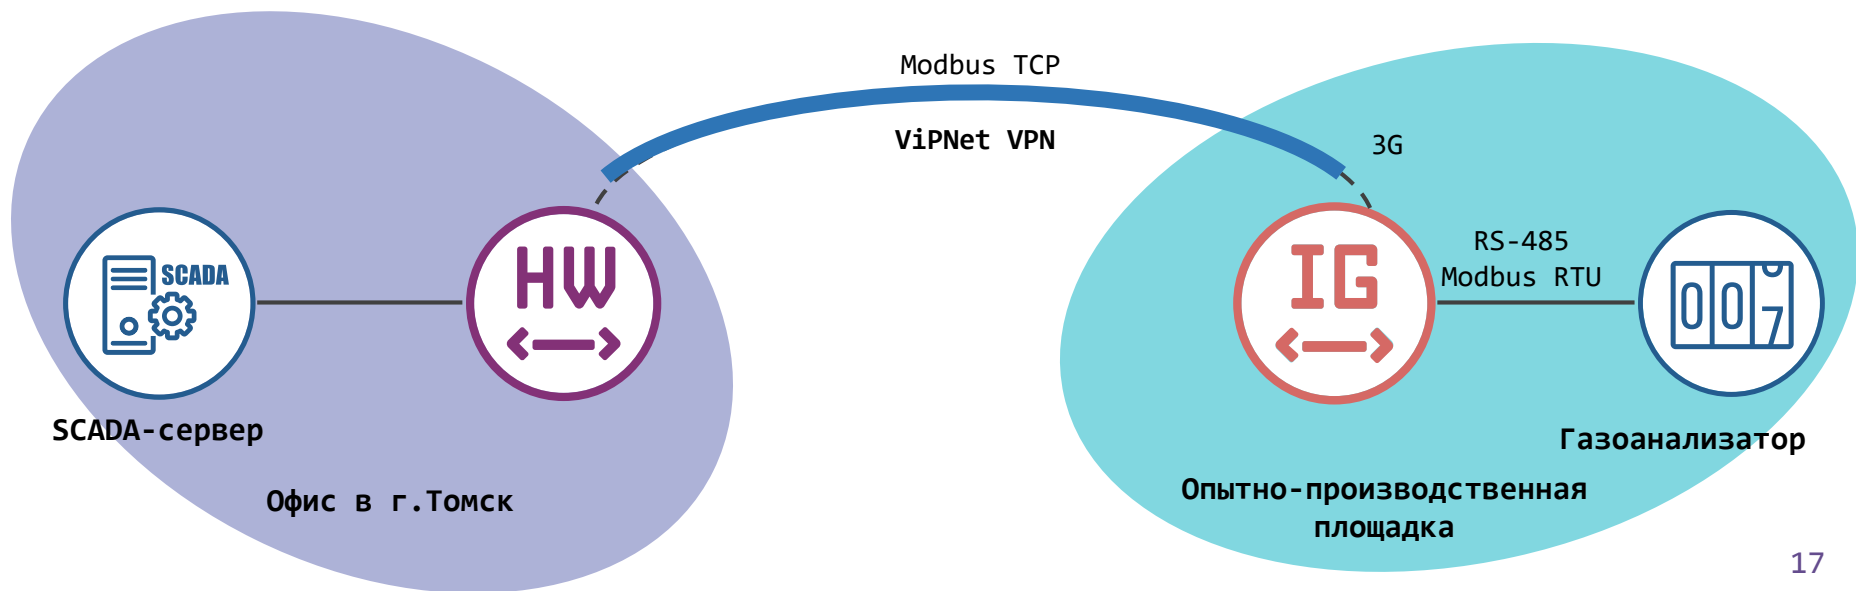 Modbus TCP
ViPNet VPN
3G
SCADA
HW
IG
RS-485
Modbus RTU
007
SCADA-сервер
Газоанализатор
Офис в г.Томск
Опытно-производственная
площадка
17